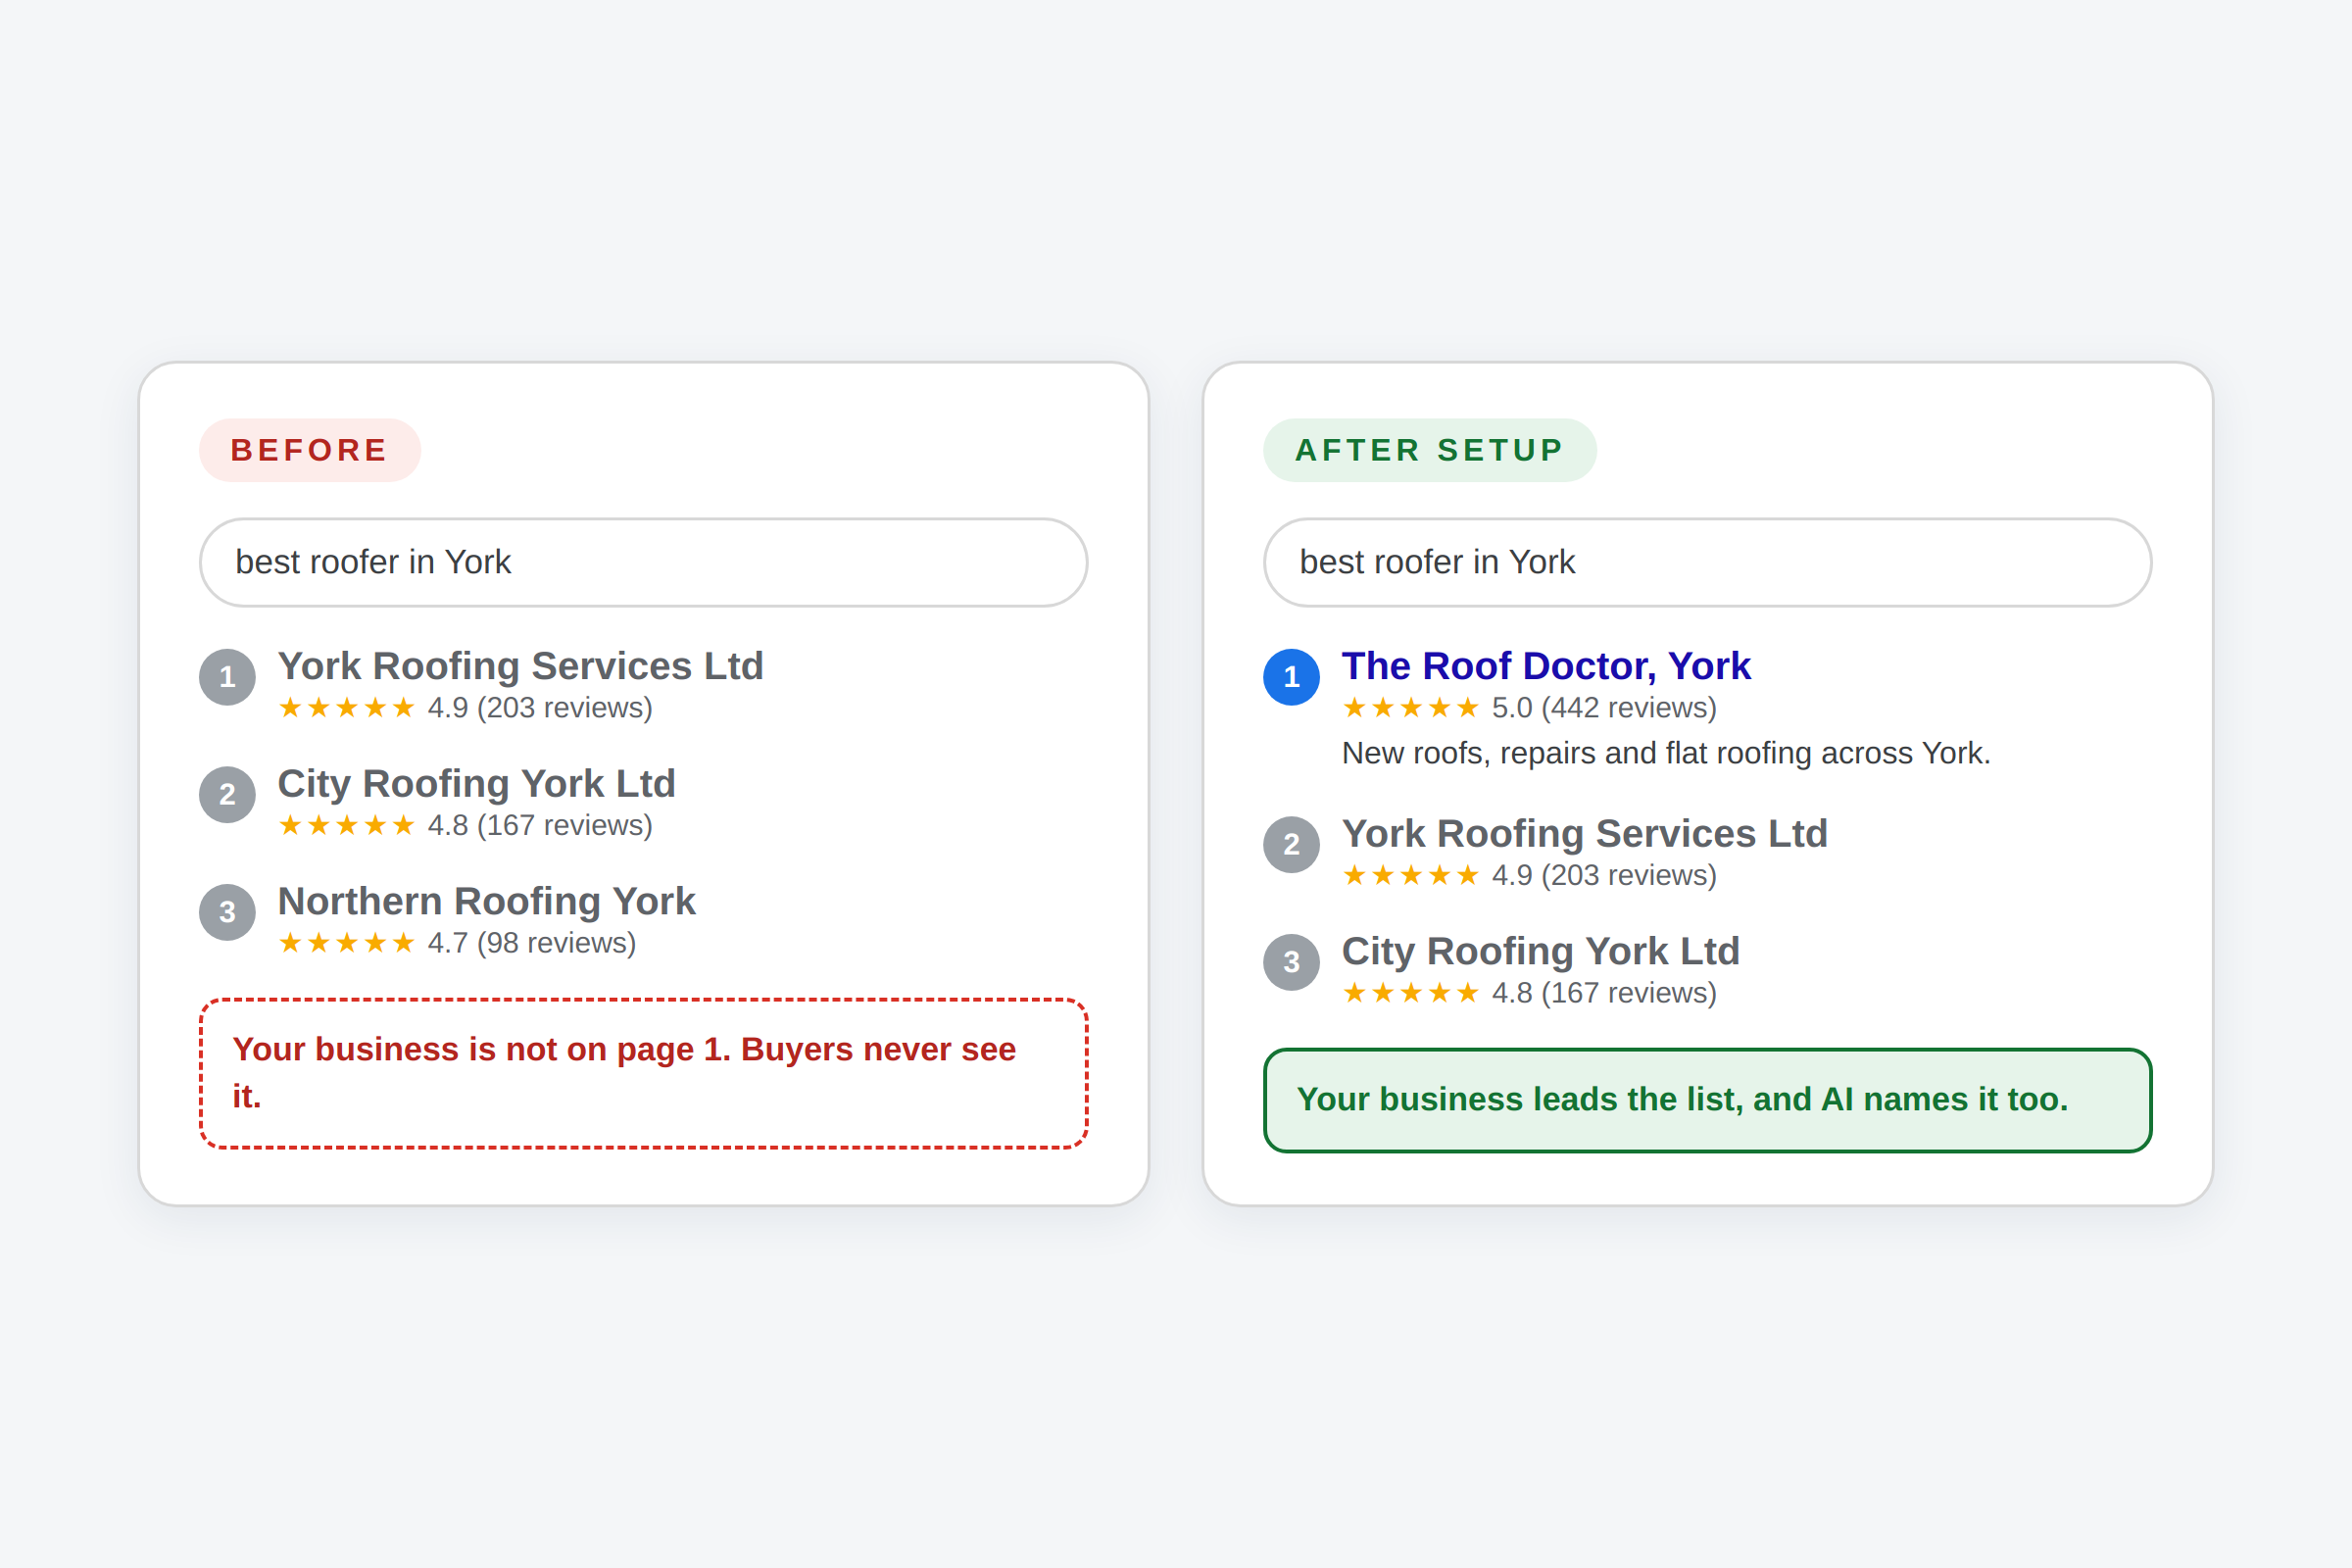 BEFORE
best roofer in York
1 York Roofing Services Ltd
★★★★★ 4.9 (203 reviews)
2 City Roofing York Ltd
★★★★★ 4.8 (167 reviews)
3 Northern Roofing York
★★★★★ 4.7 (98 reviews)
Your business is not on page 1. Buyers never see
it.
AFTER SETUP
best roofer in York
1 The Roof Doctor, York
★★★★★ 5.0 (442 reviews)
New roofs, repairs and flat roofing across York.
2 York Roofing Services Ltd
★★★★★ 4.9 (203 reviews)
3 City Roofing York Ltd
★★★★★ 4.8 (167 reviews)
Your business leads the list, and AI names it too.